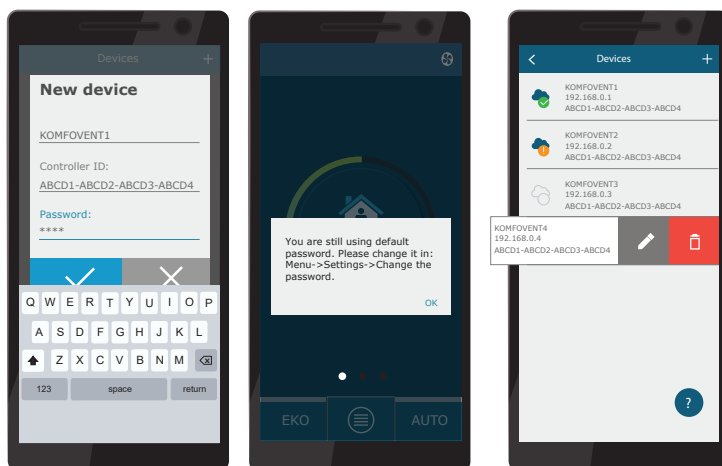 Devices +
New device
KOMFOVENT1
Controller ID:
ABCD1-ABCD2-ABCD3-ABCD4
Password:
****
Q W E R T Y U I O P
A S D F G H J K L
Z X C V B N M
123 space return
You are still using default
password. Please change it in:
Menu->Settings->Change the
password.
OK
EKO AUTO
Devices +
KOMFOVENT1
192.168.0.1
ABCD1-ABCD2-ABCD3-ABCD4
KOMFOVENT2
192.168.0.2
ABCD1-ABCD2-ABCD3-ABCD4
KOMFOVENT3
192.168.0.3
ABCD1-ABCD2-ABCD3-ABCD4
KOMFOVENT4
192.168.0.4
ABCD1-ABCD2-ABCD3-ABCD4
?